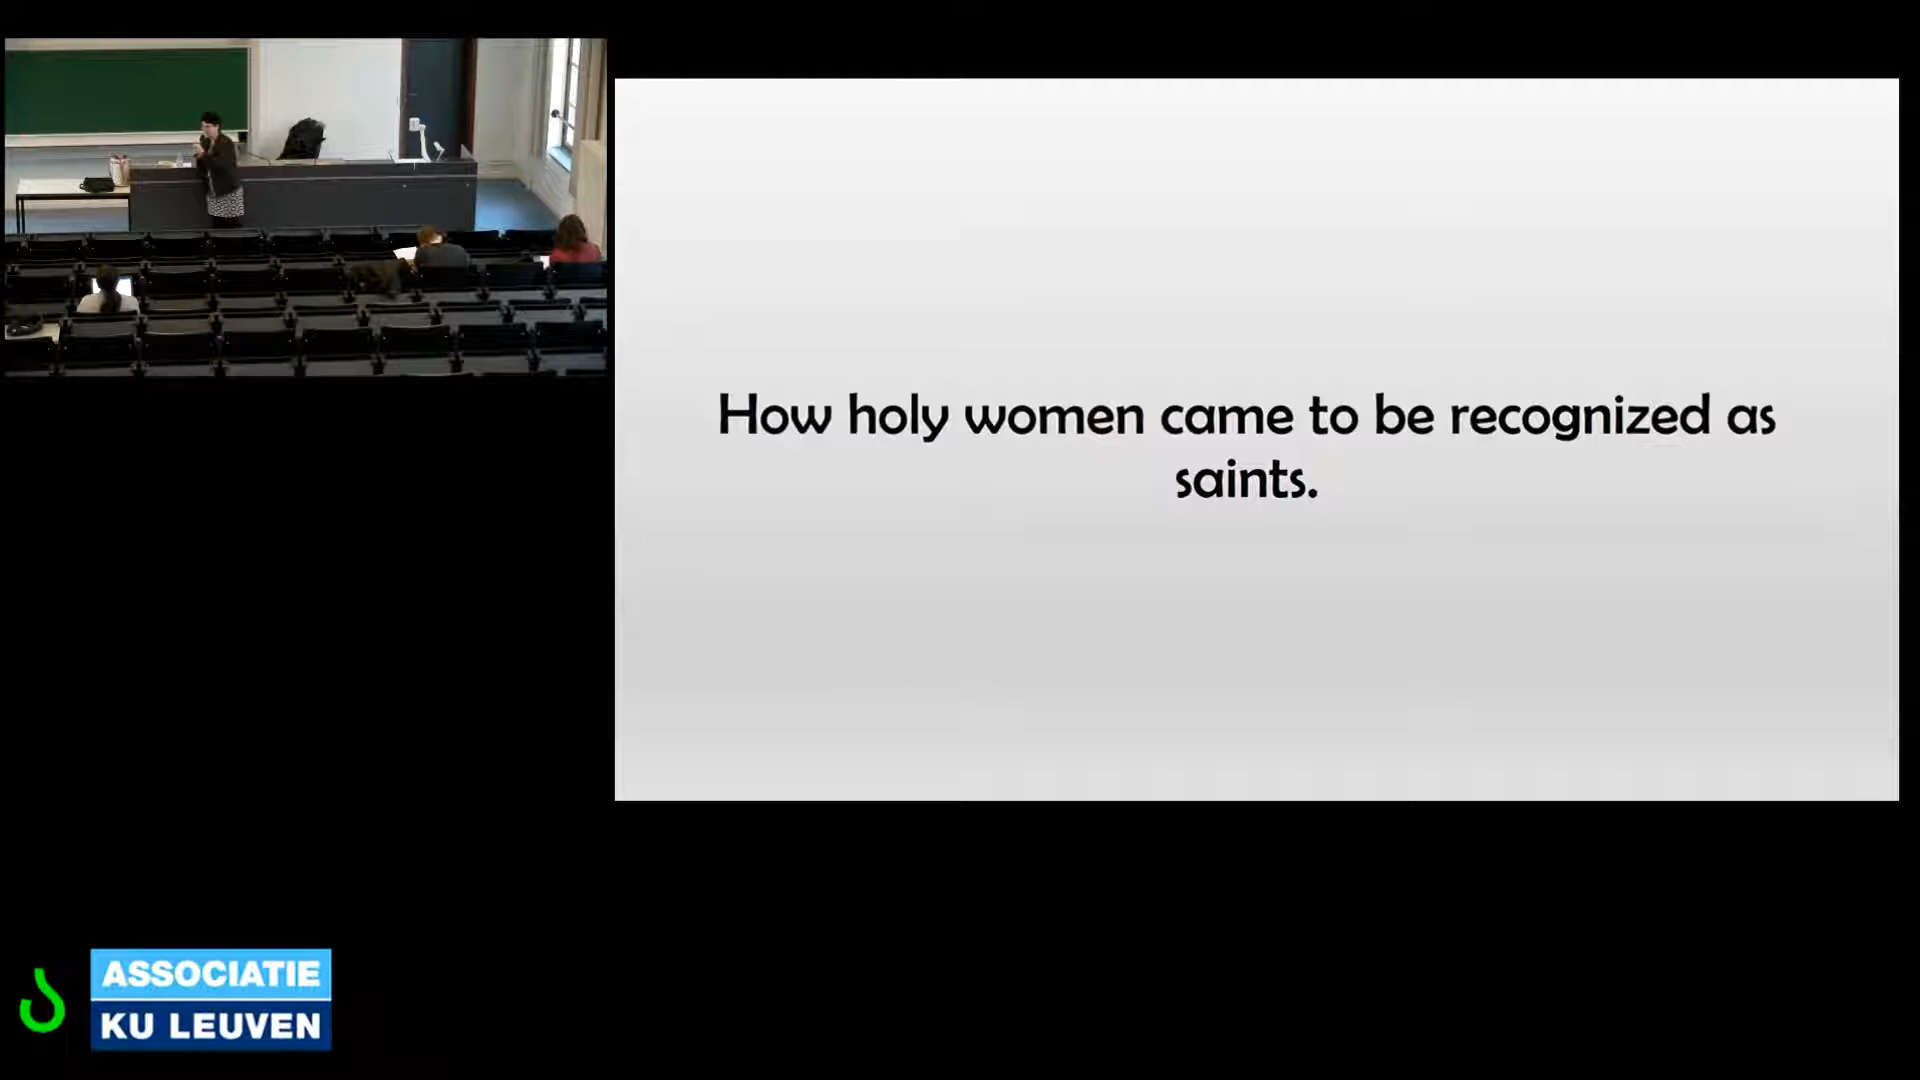 How holy women came to be recognized as
saints.
ASSOCIATIE
KU LEUVEN